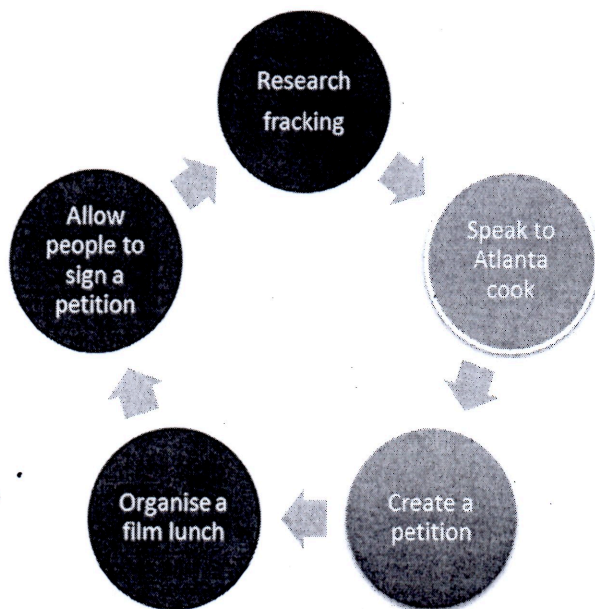 Research
fracking
Speak to
Atlanta
cook
Create a
petition
Organise a
film lunch
Allow
people to
sign a
petition